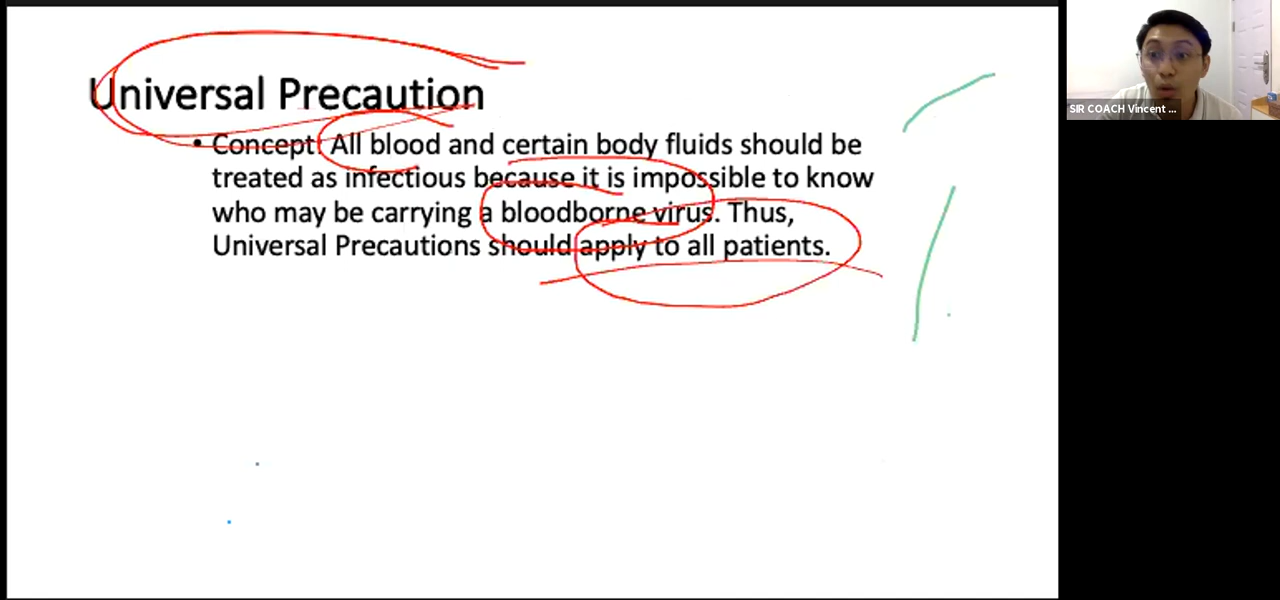 Universal Precaution
• Concept: All blood and certain body fluids should be
treated as infectious because it is impossible to know
who may be carrying a bloodborne virus. Thus,
Universal Precautions should apply to all patients.
SIR COACH Vincent ...